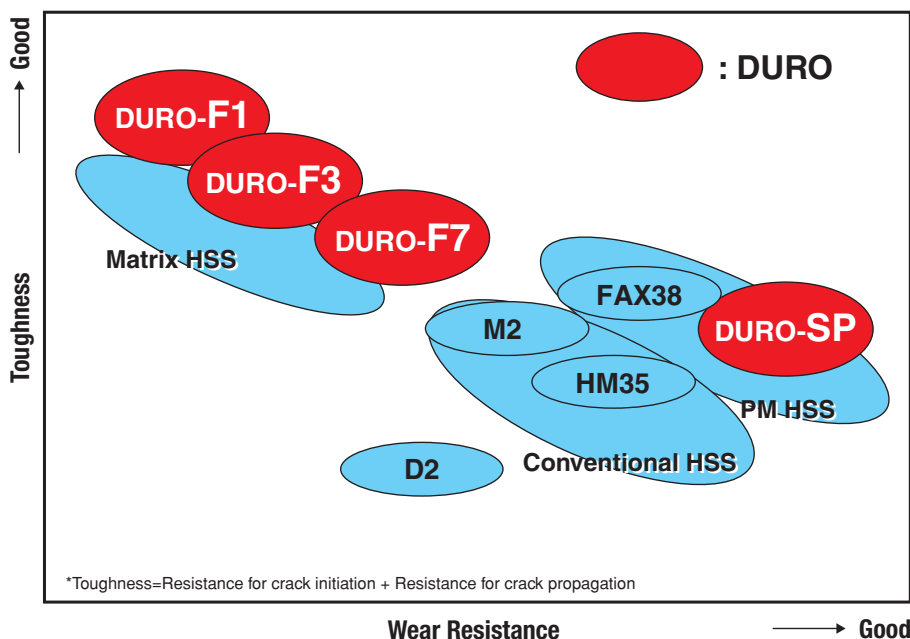 Good
Toughness
: DURO
DURO-F1
DURO-F3
DURO-F7
Matrix HSS
FAX38
M2
DURO-SP
HM35
PM HSS
D2
Conventional HSS
*Toughness=Resistance for crack initiation + Resistance for crack propagation
Wear Resistance
Good